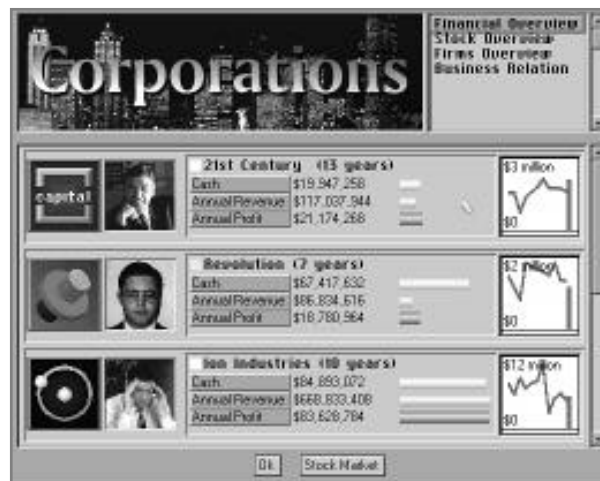 Corporations
Financial Overview
Stock Overview
Firms Overview
Business Relation
capital
21st Century (13 years)
Cash $19,947,258
Annual Revenue $117,037,944
Annual Profit $21,174,268
$3 million
$0
Revolution (7 years)
Cash $67,417,632
Annual Revenue $86,834,616
Annual Profit $18,780,964
$2 million
$0
Ion Industries (10 years)
Cash $84,893,072
Annual Revenue $668,833,408
Annual Profit $83,628,784
$12 million
$0
Ok Stock Market